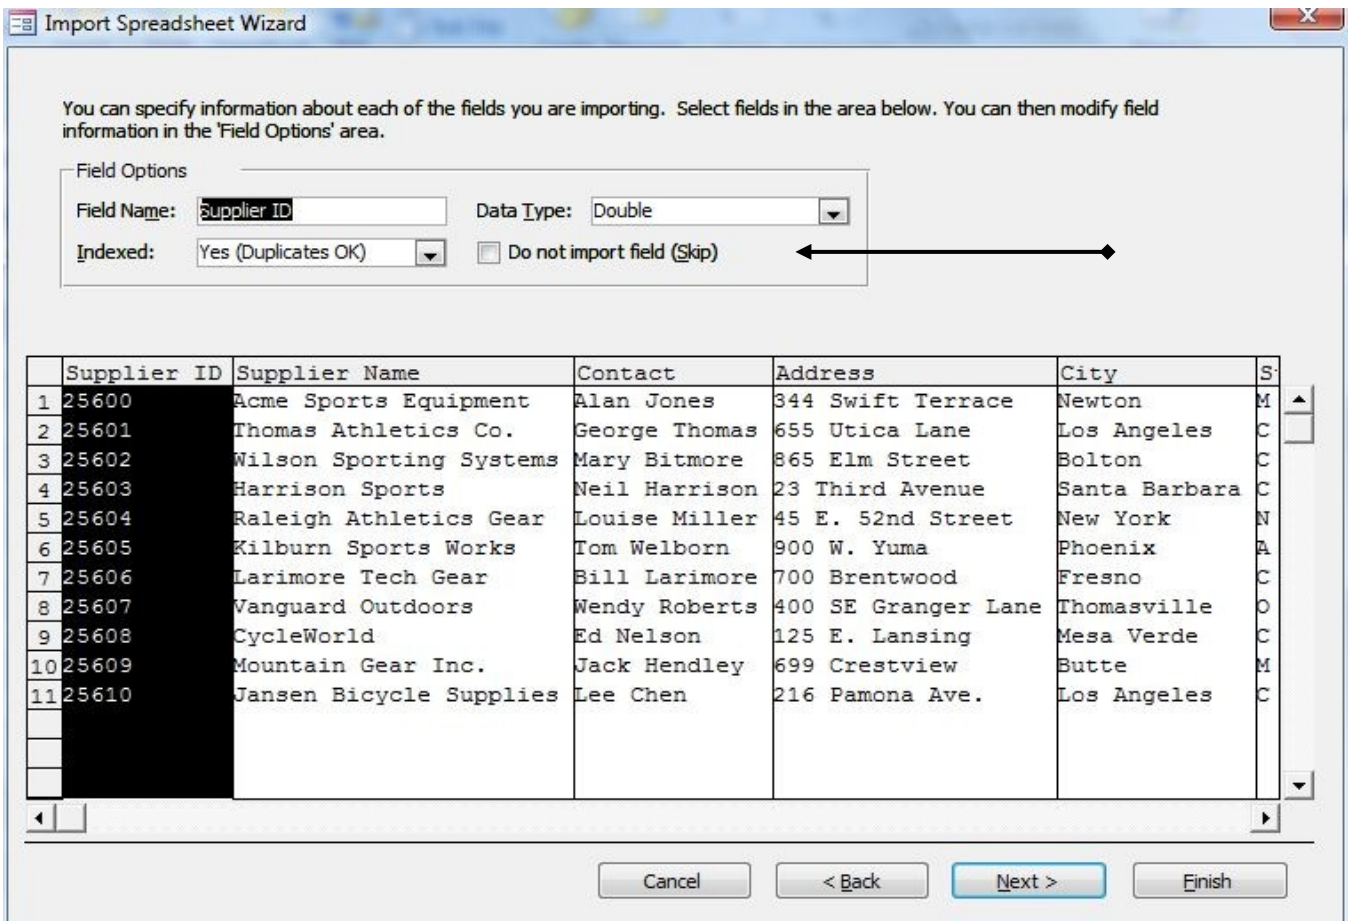 Import Spreadsheet Wizard
X
You can specify information about each of the fields you are importing. Select fields in the area below. You can then modify field
information in the 'Field Options' area.
Field Options
Field Name: Supplier ID Data Type: Double
Indexed: Yes (Duplicates OK) Do not import field (Skip)
Supplier ID Supplier Name Contact Address City S
1 25600 Acme Sports Equipment Alan Jones 344 Swift Terrace Newton M
2 25601 Thomas Athletics Co. George Thomas 655 Utica Lane Los Angeles C
3 25602 Wilson Sporting Systems Mary Bitmore 865 Elm Street Bolton C
4 25603 Harrison Sports Neil Harrison 23 Third Avenue Santa Barbara C
5 25604 Raleigh Athletics Gear Louise Miller 45 E. 52nd Street New York N
6 25605 Kilburn Sports Works Tom Welborn 900 W. Yuma Phoenix A
7 25606 Larimore Tech Gear Bill Larimore 700 Brentwood Fresno C
8 25607 Vanguard Outdoors Wendy Roberts 400 SE Granger Lane Thomasville O
9 25608 CycleWorld Ed Nelson 125 E. Lansing Mesa Verde C
10 25609 Mountain Gear Inc. Jack Hendley 699 Crestview Butte M
11 25610 Jansen Bicycle Supplies Lee Chen 216 Pamona Ave. Los Angeles C
Cancel < Back Next > Finish